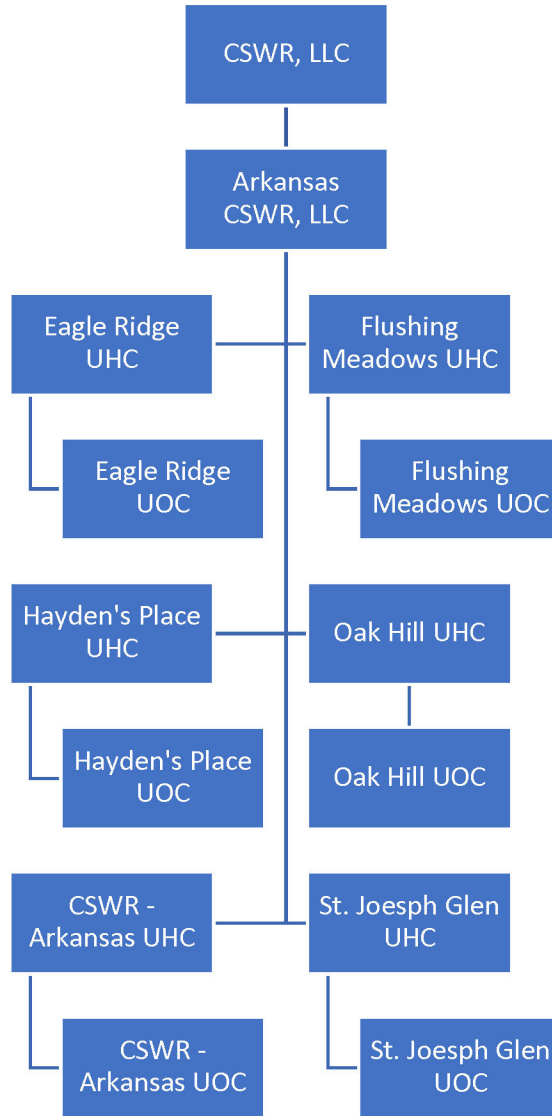 CSWR, LLC
Arkansas
CSWR, LLC
Eagle Ridge
UHC
Flushing
Meadows UHC
Eagle Ridge
UOC
Flushing
Meadows UOC
Hayden's Place
UHC
Oak Hill UHC
Hayden's Place
UOC
Oak Hill UOC
CSWR -
Arkansas UHC
St. Joesph Glen
UHC
CSWR -
Arkansas UOC
St. Joesph Glen
UOC